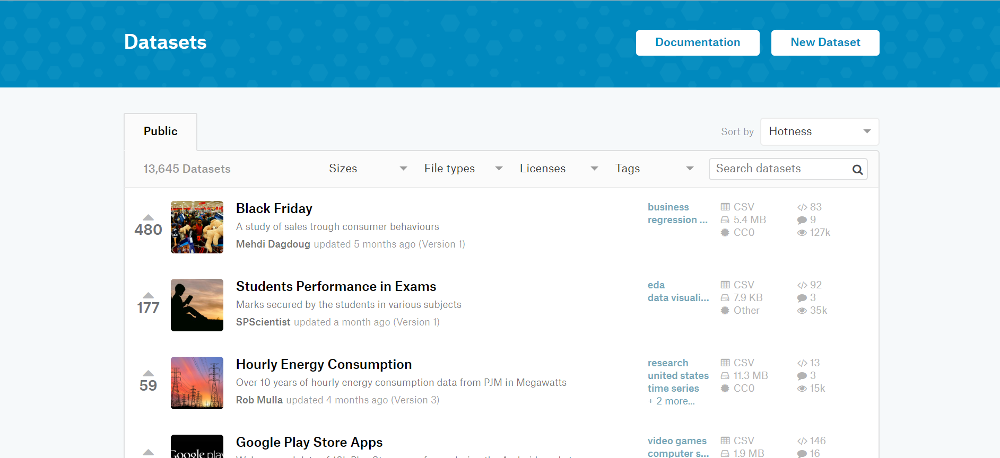 Datasets
Documentation
New Dataset
Public
Sort by
Hotness
13,645 Datasets
Sizes
File types
Licenses
Tags
Search datasets
480
Black Friday
A study of sales trough consumer behaviours
Mehdi Dagdoug updated 5 months ago (Version 1)
business
regression ...
CSV
5.4 MB
CC0
83
9
127k
177
Students Performance in Exams
Marks secured by the students in various subjects
SPScientist updated a month ago (Version 1)
eda
data visuali...
CSV
7.9 KB
Other
92
3
35k
59
Hourly Energy Consumption
Over 10 years of hourly energy consumption data from PJM in Megawatts
Rob Mulla updated 4 months ago (Version 3)
research
united states
time series
+ 2 more...
CSV
11.3 MB
CC0
13
3
15k
Google play
Google Play Store Apps
video games
computer s...
CSV
1.9 MB
146
16